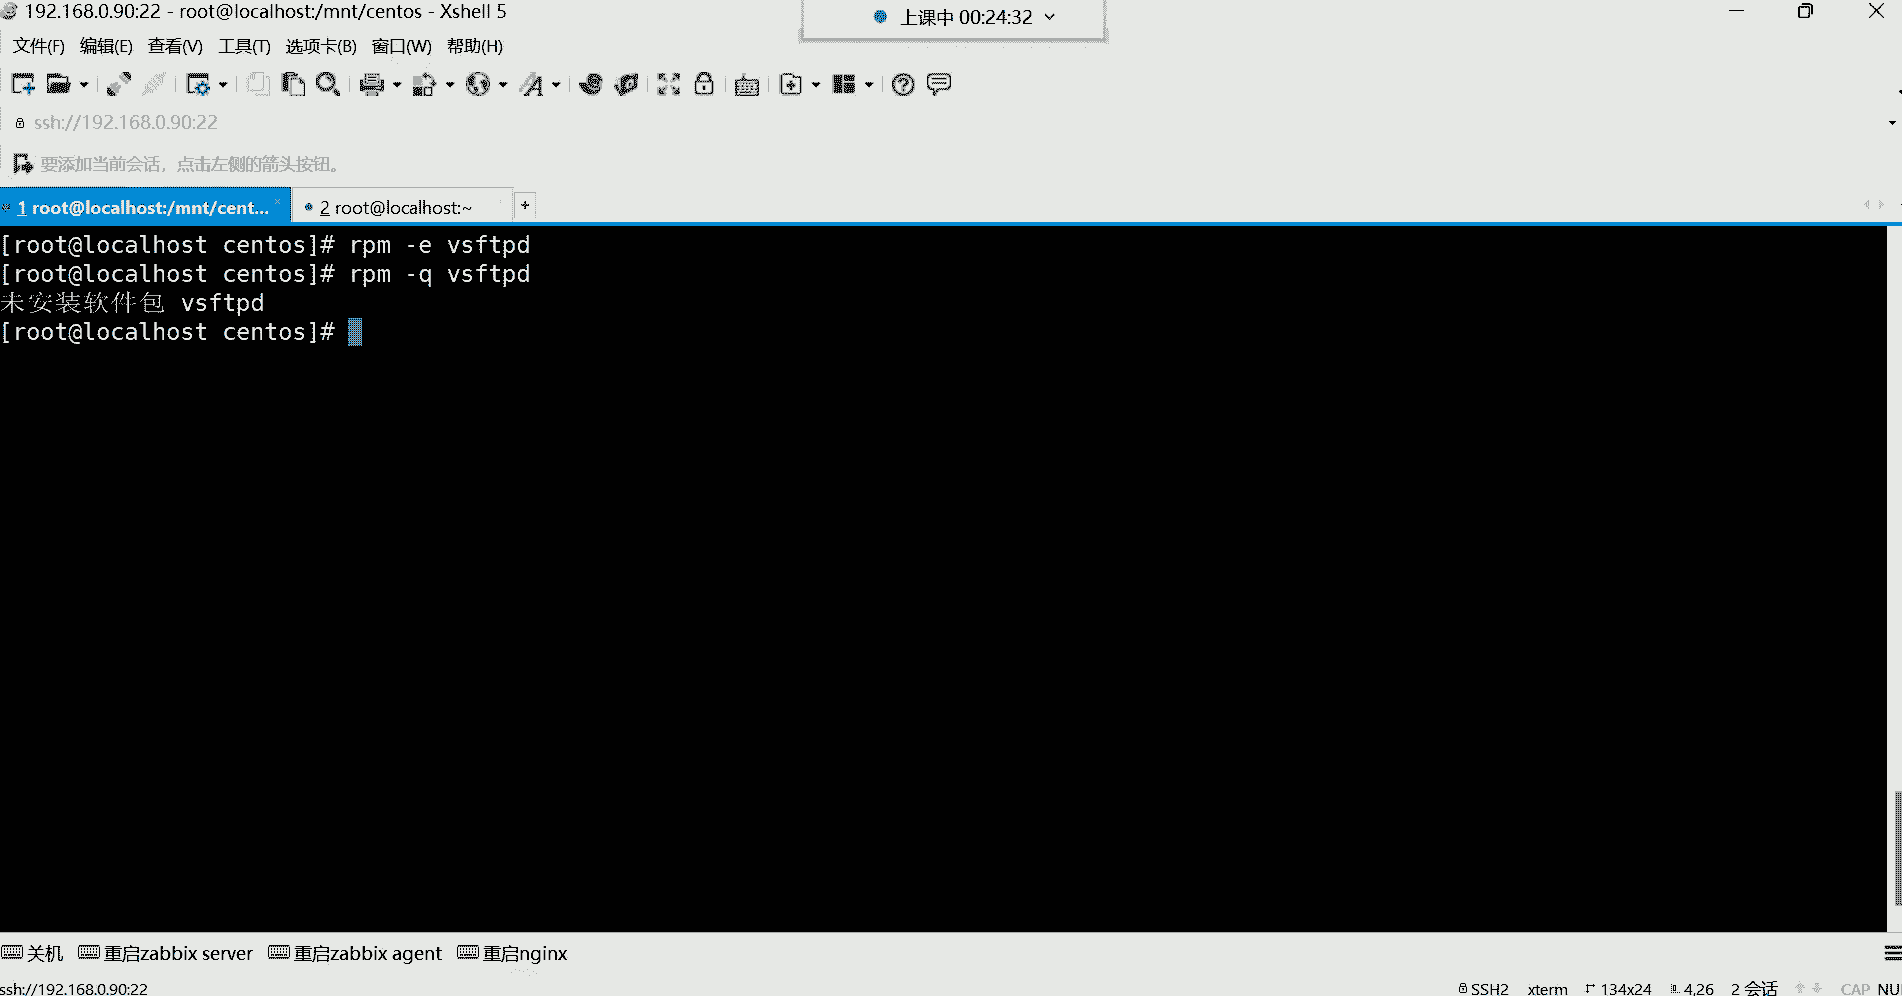 192.168.0.90:22 - root@localhost:/mnt/centos - Xshell 5
上课中 00:24:32
文件(F) 编辑(E) 查看(V) 工具(T) 选项卡(B) 窗口(W) 帮助(H)
ssh://192.168.0.90:22
要添加当前会话，点击左侧的箭头按钮。
1 root@localhost:/mnt/cent... × 2 root@localhost:~ +
[root@localhost centos]# rpm -e vsftpd
[root@localhost centos]# rpm -q vsftpd
未安装软件包 vsftpd
[root@localhost centos]#
关机 重启zabbix server 重启zabbix agent 重启nginx
ssh://192.168.0.90:22 SSH2 xterm 134x24 4,26 2 会话 CAP NU